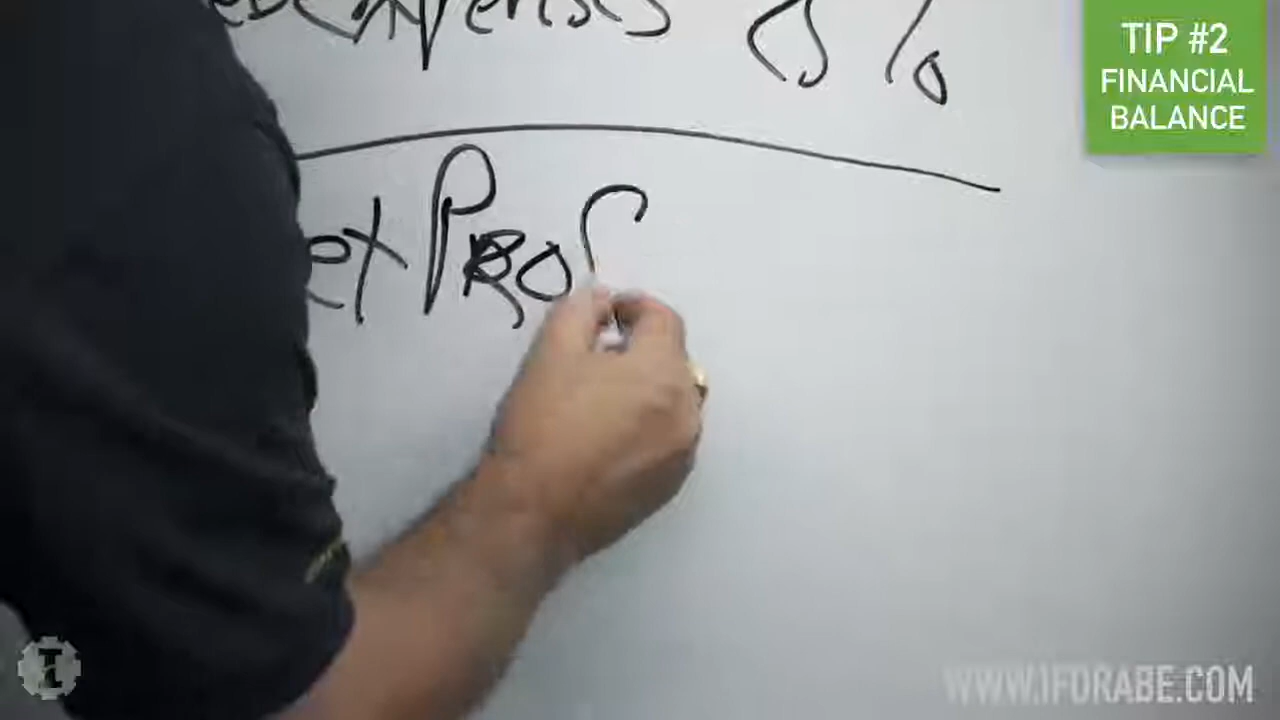 TIP #2
FINANCIAL
BALANCE
et Prof
WWW.IFORABE.COM